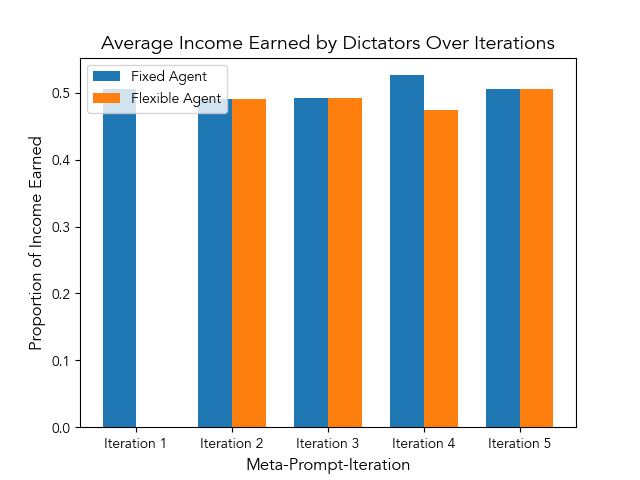 Average Income Earned by Dictators Over Iterations
Fixed Agent
Flexible Agent
0.5
0.4
0.3
0.2
0.1
0.0
Proportion of Income Earned
Iteration 1
Iteration 2
Iteration 3
Iteration 4
Iteration 5
Meta-Prompt-Iteration